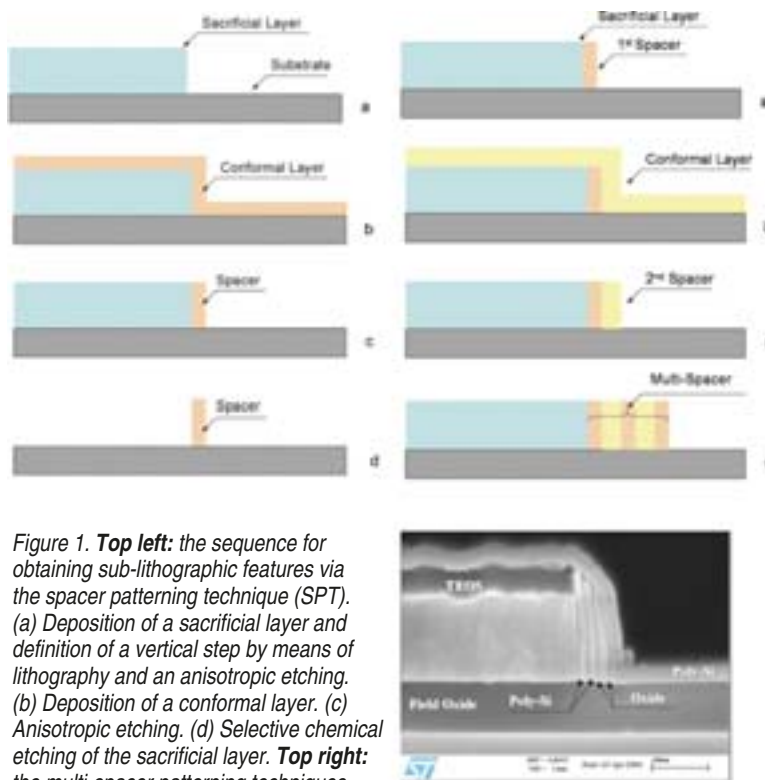 Sacrificial Layer
Substrate
a
Conformal Layer
b
Spacer
c
Spacer
d
Sacrificial Layer
1st Spacer
Conformal Layer
2nd Spacer
Multi-Spacer
Figure 1. Top left: the sequence for
obtaining sub-lithographic features via
the spacer patterning technique (SPT).
(a) Deposition of a sacrificial layer and
definition of a vertical step by means of
lithography and an anisotropic etching.
(b) Deposition of a conformal layer. (c)
Anisotropic etching. (d) Selective chemical
etching of the sacrificial layer. Top right:
the multi-spacer patterning techniques
TEOS
Poly-Si
Field Oxide
Poly-Si
Oxide
ST